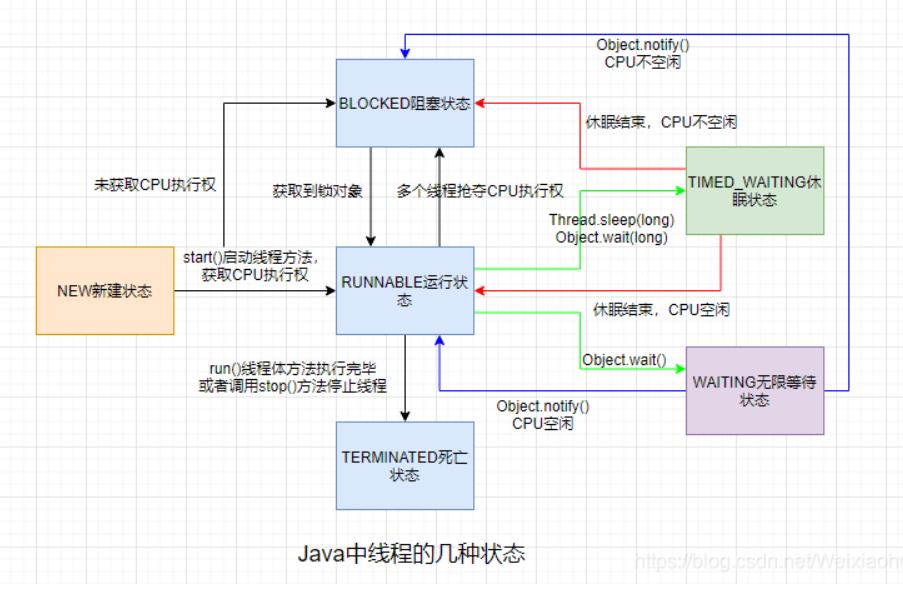 Object.notify()
CPU不空闲
BLOCKED阻塞状态
休眠结束，CPU不空闲
未获取CPU执行权
获取到锁对象
多个线程抢夺CPU执行权
TIMED_WAITING休
眠状态
Thread.sleep(long)
Object.wait(long)
start()启动线程方法，
获取CPU执行权
NEW新建状态
RUNNABLE运行状
态
休眠结束，CPU空闲
run()线程体方法执行完毕
或者调用stop()方法停止线程
Object.wait()
WAITING无限等待
状态
Object.notify()
CPU空闲
TERMINATED死亡
状态
Java中线程的几种状态
https://blog.csdn.net/Weixiaohu